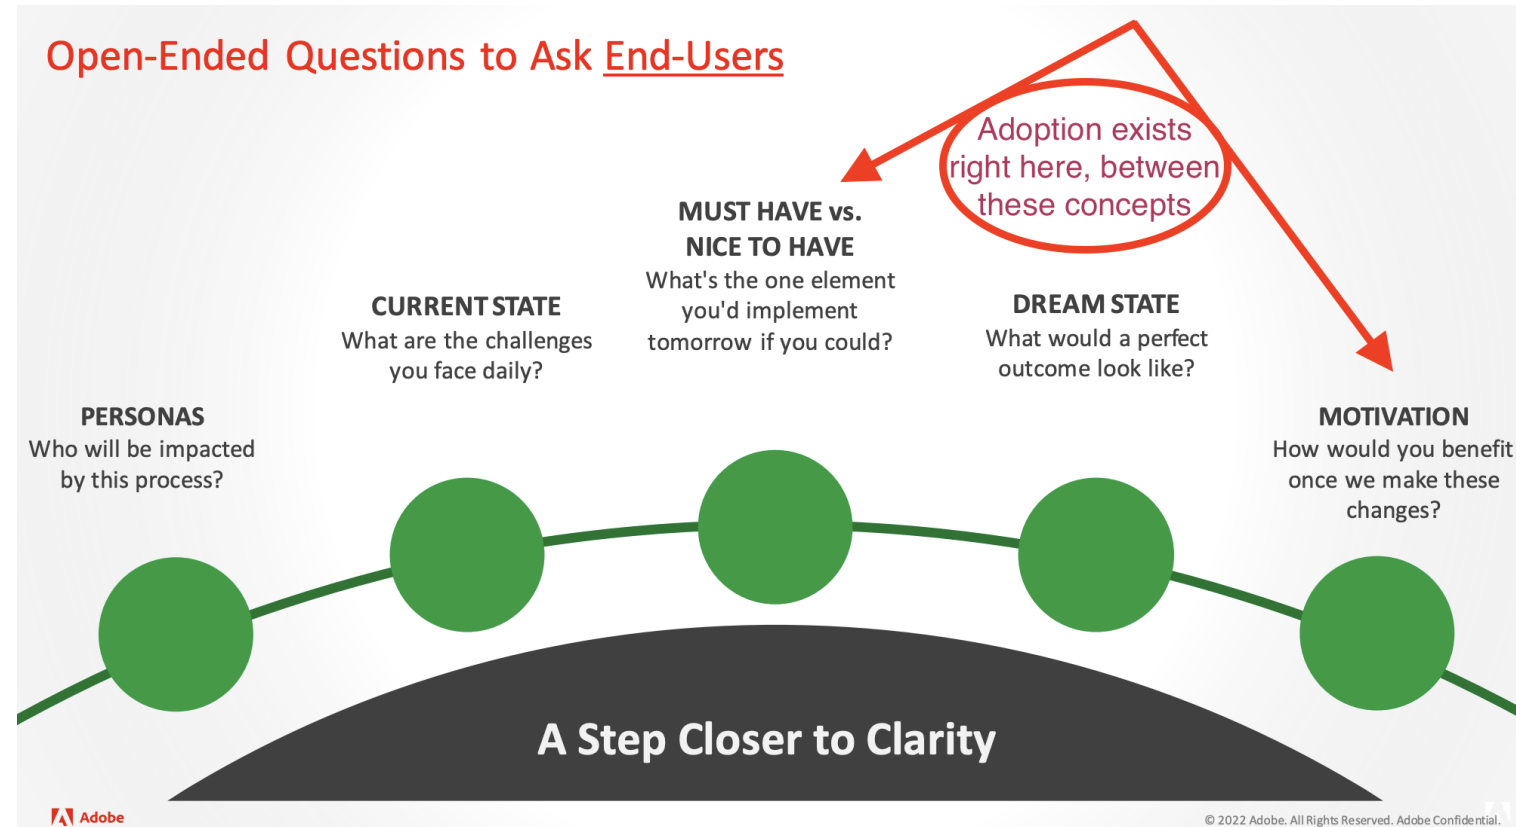 Open-Ended Questions to Ask End-Users
Adoption exists
right here, between
these concepts
MUST HAVE vs.
NICE TO HAVE
What's the one element
you'd implement
tomorrow if you could?
CURRENT STATE
What are the challenges
you face daily?
DREAM STATE
What would a perfect
outcome look like?
PERSONAS
Who will be impacted
by this process?
MOTIVATION
How would you benefit
once we make these
changes?
A Step Closer to Clarity
Adobe
© 2022 Adobe. All Rights Reserved. Adobe Confidential.